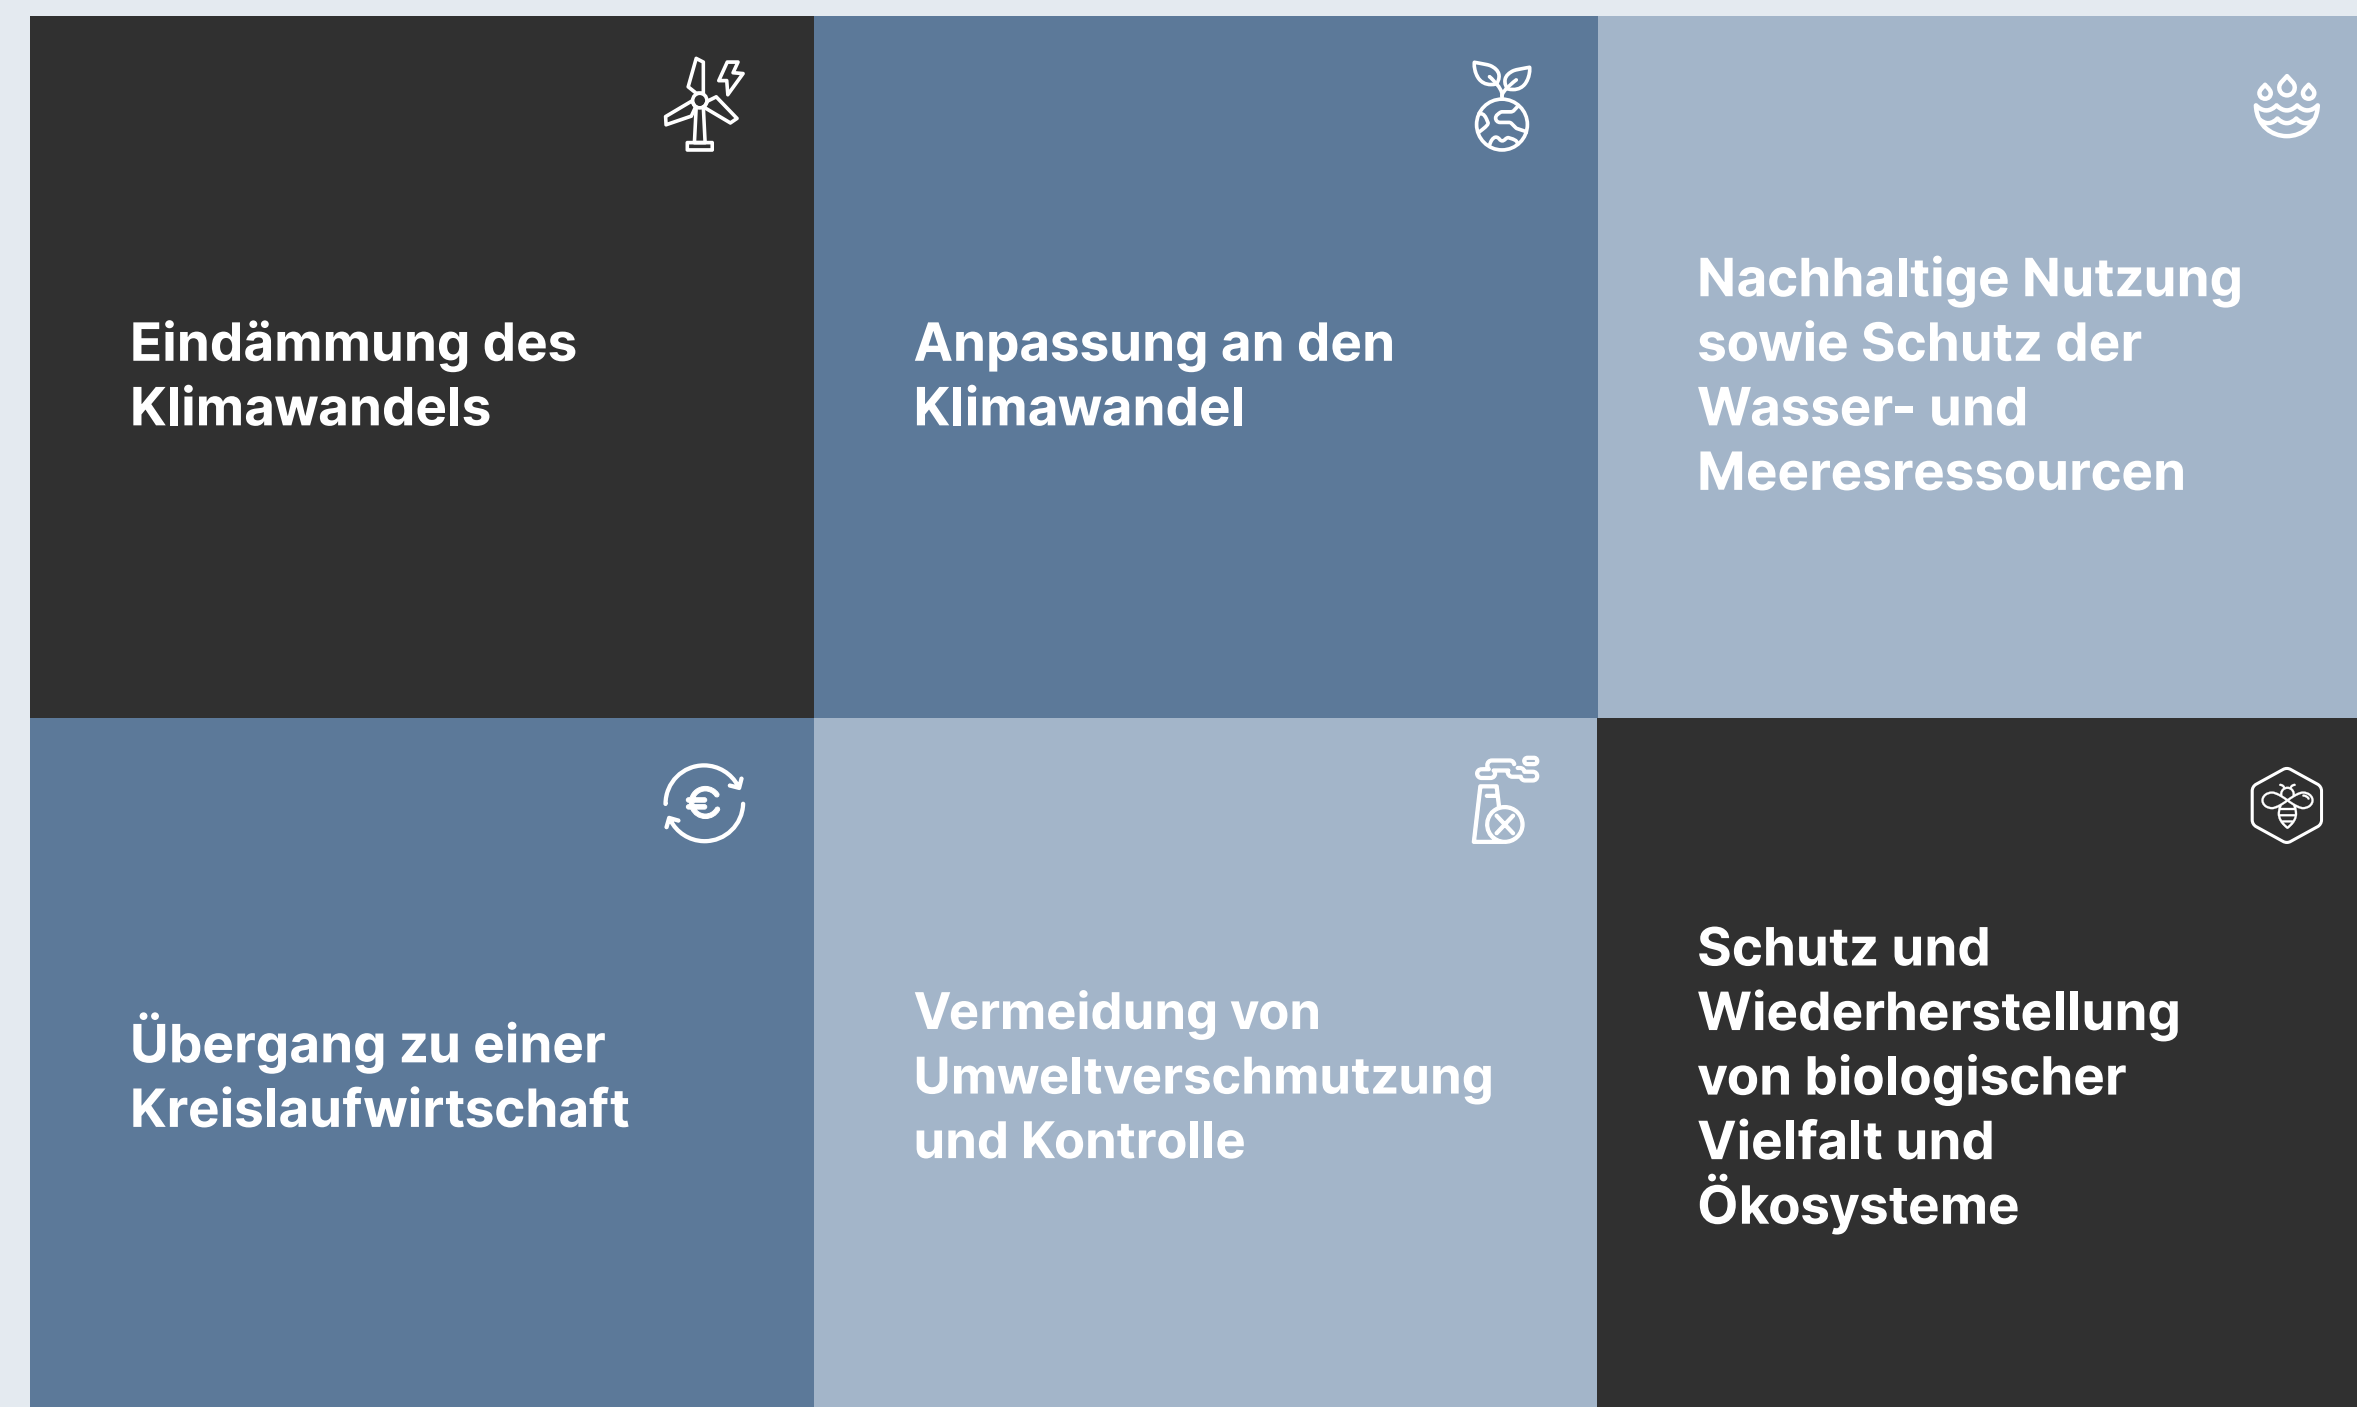 Eindämmung des
Klimawandels
Anpassung an den
Klimawandel
Nachhaltige Nutzung
sowie Schutz der
Wasser- und
Meeresressourcen
Übergang zu einer
Kreislaufwirtschaft
Vermeidung von
Umweltverschmutzung
und Kontrolle
Schutz und
Wiederherstellung
von biologischer
Vielfalt und
Ökosysteme